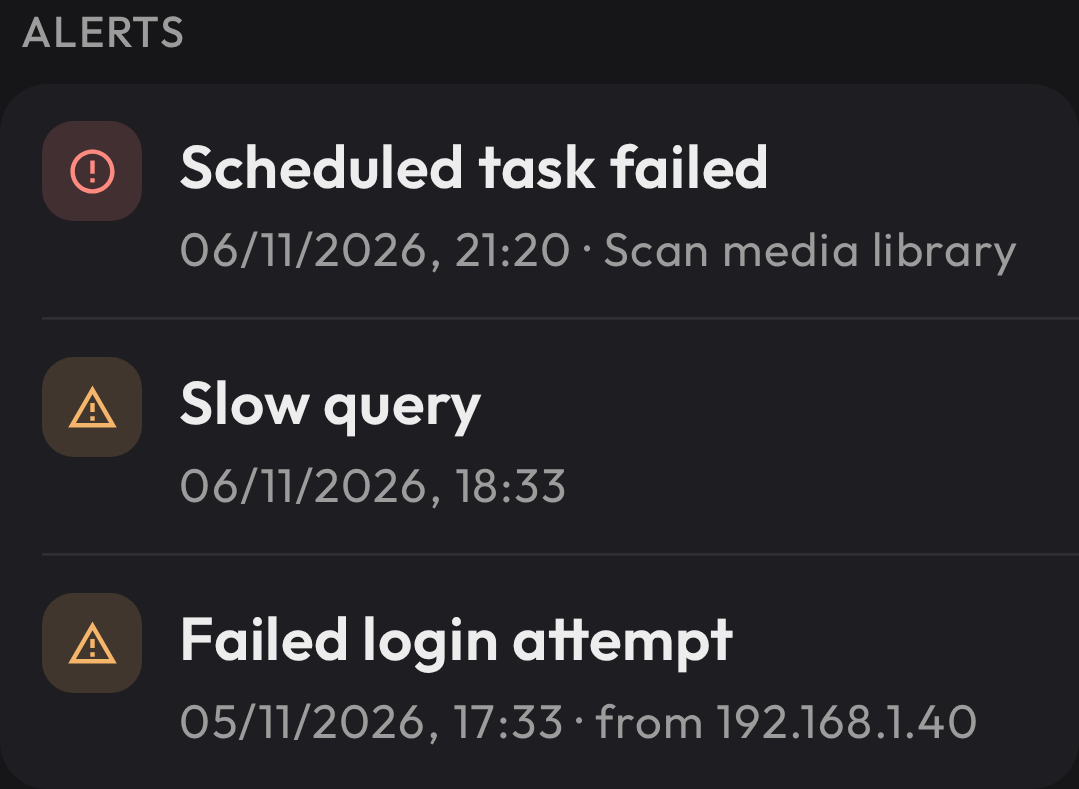 ALERTS
Scheduled task failed
06/11/2026, 21:20 · Scan media library
Slow query
06/11/2026, 18:33
Failed login attempt
05/11/2026, 17:33 · from 192.168.1.40